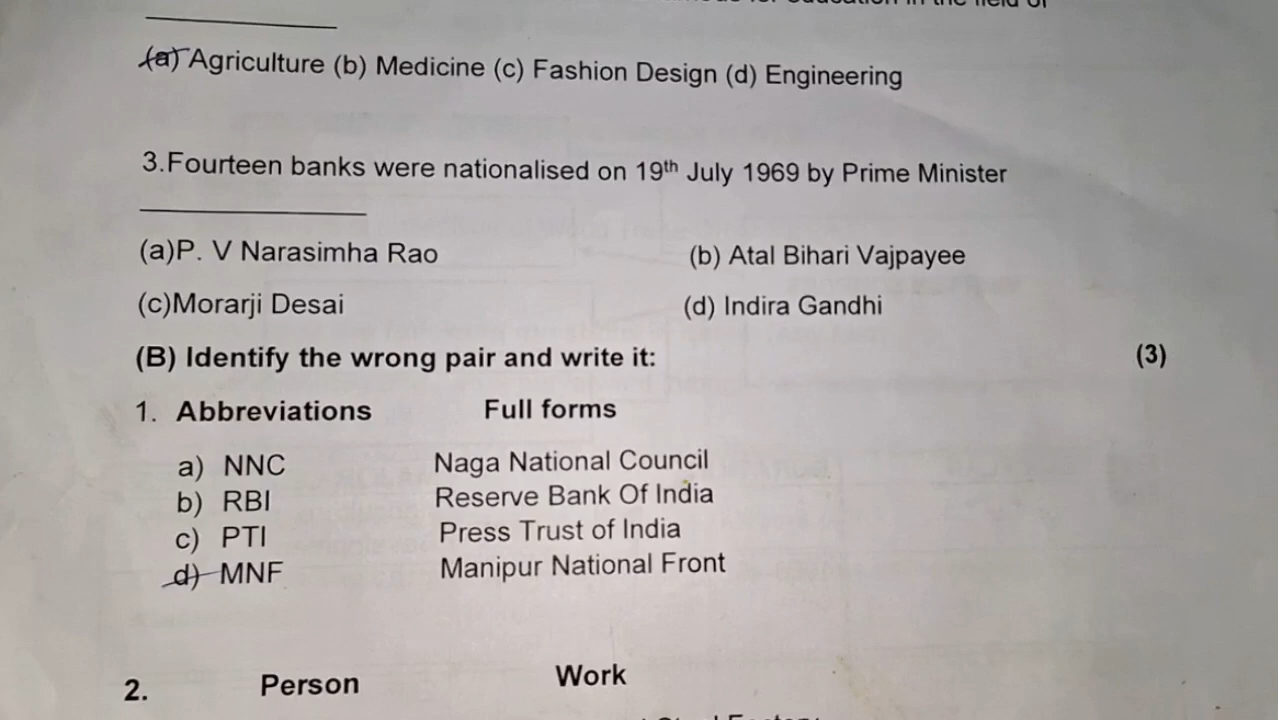 (a) Agriculture (b) Medicine (c) Fashion Design (d) Engineering
3.Fourteen banks were nationalised on 19th July 1969 by Prime Minister
(a)P. V Narasimha Rao (b) Atal Bihari Vajpayee
(c)Morarji Desai (d) Indira Gandhi
(B) Identify the wrong pair and write it: (3)
1. Abbreviations Full forms
a) NNC Naga National Council
b) RBI Reserve Bank Of India
c) PTI Press Trust of India
d) MNF Manipur National Front
2. Person Work